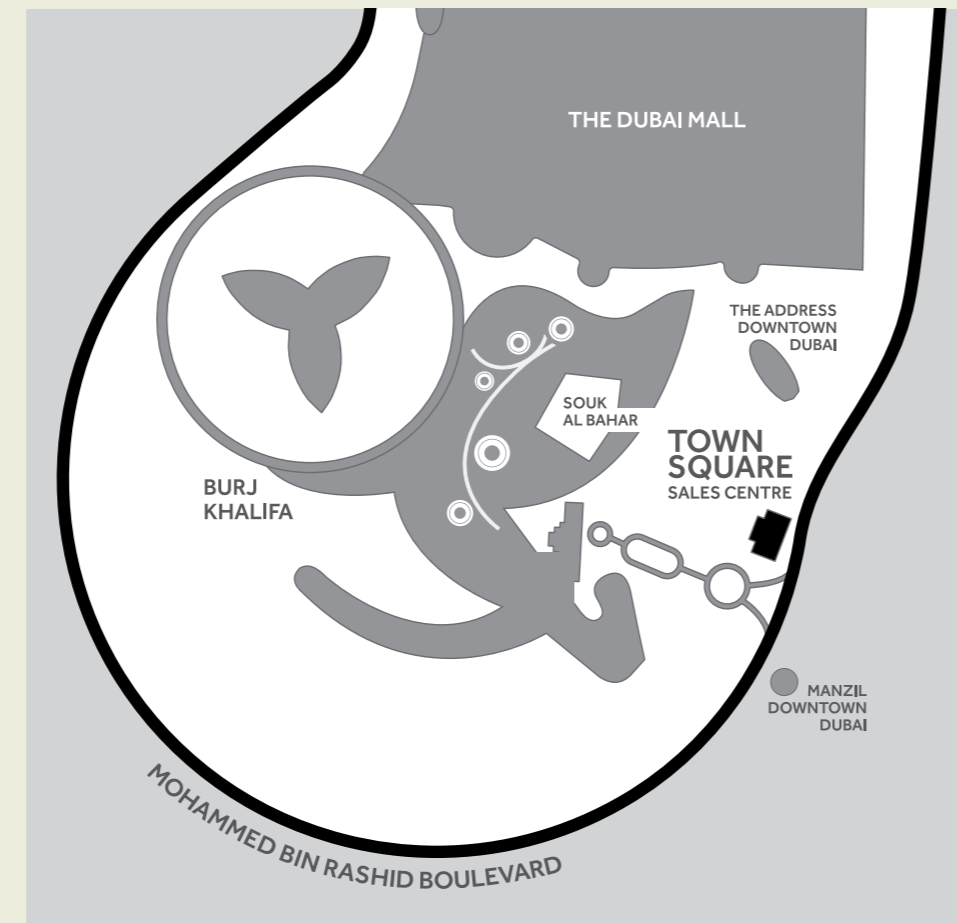 THE DUBAI MALL
THE ADDRESS
DOWNTOWN
DUBAI
SOUK
AL BAHAR
TOWN
SQUARE
SALES CENTRE
BURJ
KHALIFA
MANZIL
DOWNTOWN
DUBAI
MOHAMMED BIN RASHID BOULEVARD